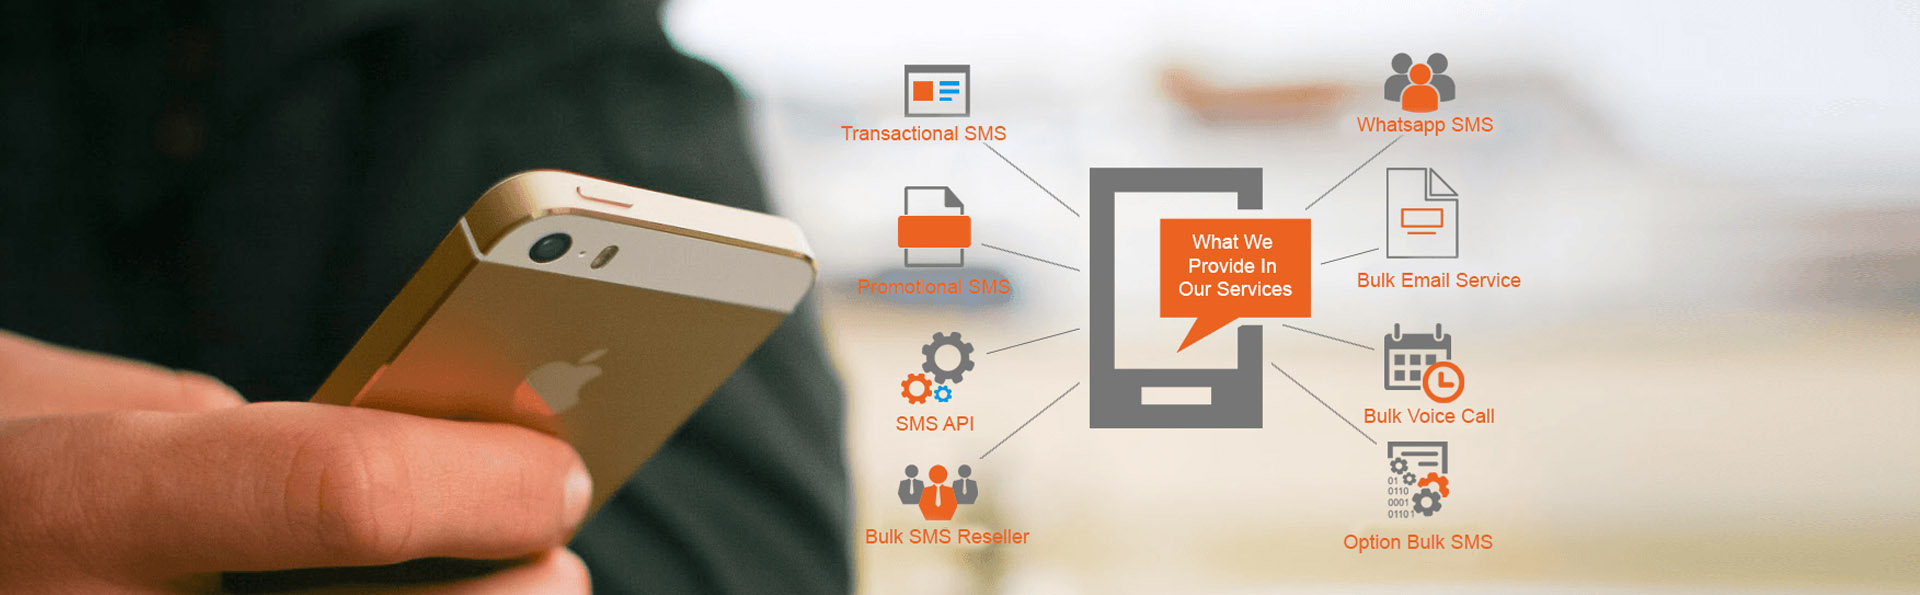 Transactional SMS
Promotional SMS
SMS API
Bulk SMS Reseller
What We
Provide In
Our Services
Whatsapp SMS
Bulk Email Service
Bulk Voice Call
01
0110
0001
01101
Option Bulk SMS